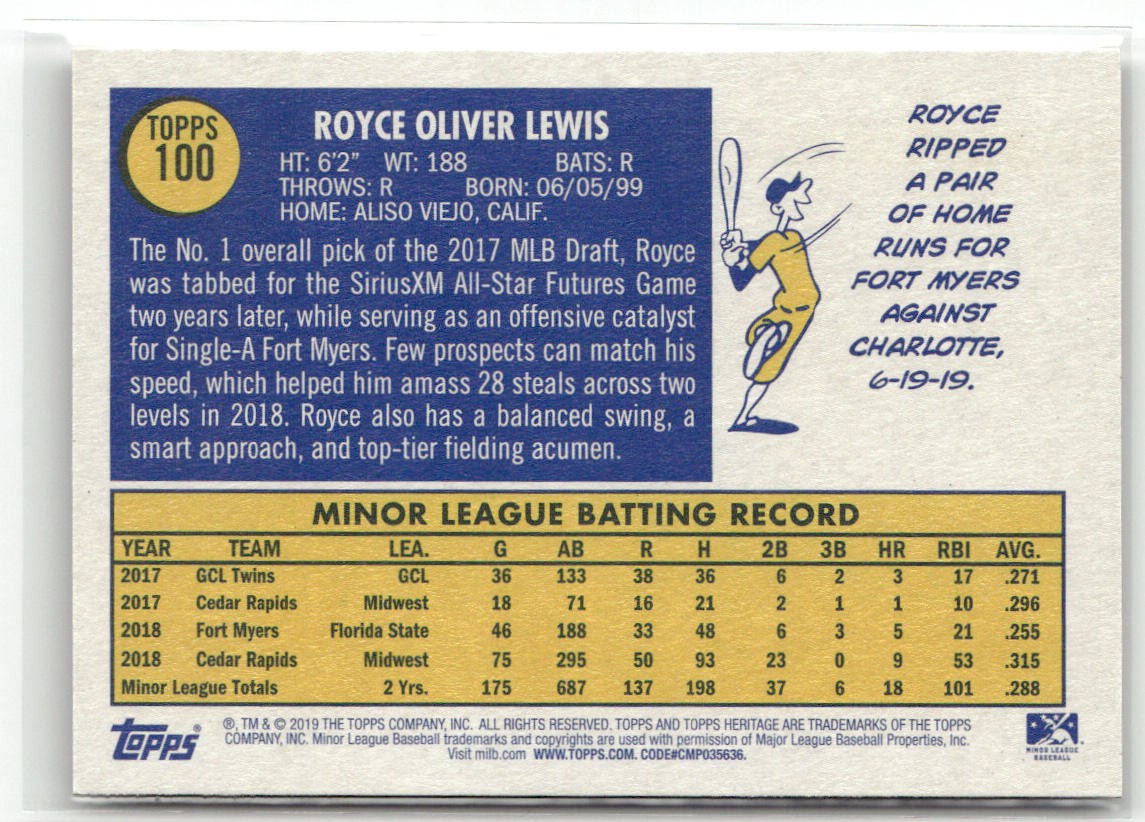 TOPPS
100
ROYCE OLIVER LEWIS
HT: 6'2" WT: 188 BATS: R
THROWS: R BORN: 06/05/99
HOME: ALISO VIEJO, CALIF.
The No. 1 overall pick of the 2017 MLB Draft, Royce
was tabbed for the SiriusXM All-Star Futures Game
two years later, while serving as an offensive catalyst
for Single-A Fort Myers. Few prospects can match his
speed, which helped him amass 28 steals across two
levels in 2018. Royce also has a balanced swing, a
smart approach, and top-tier fielding acumen.
ROYCE
RIPPED
A PAIR
OF HOME
RUNS FOR
FORT MYERS
AGAINST
CHARLOTTE,
6-19-19.
MINOR LEAGUE BATTING RECORD
YEAR TEAM LEA. G AB R H 2B 3B HR RBI AVG.
2017 GCL Twins GCL 36 133 38 36 6 2 3 17 .271
2017 Cedar Rapids Midwest 18 71 16 21 2 1 1 10 .296
2018 Fort Myers Florida State 46 188 33 48 6 3 5 21 .255
2018 Cedar Rapids Midwest 75 295 50 93 23 0 9 53 .315
Minor League Totals 2 Yrs. 175 687 137 198 37 6 18 101 .288
Topps®
®, TM & © 2019 THE TOPPS COMPANY, INC. ALL RIGHTS RESERVED. TOPPS AND TOPPS HERITAGE ARE TRADEMARKS OF THE TOPPS
COMPANY, INC. Minor League Baseball trademarks and copyrights are used with permission of Major League Baseball Properties, Inc.
Visit milb.com WWW.TOPPS.COM. CODE#CMP035636.
MINOR LEAGUE
BASEBALL